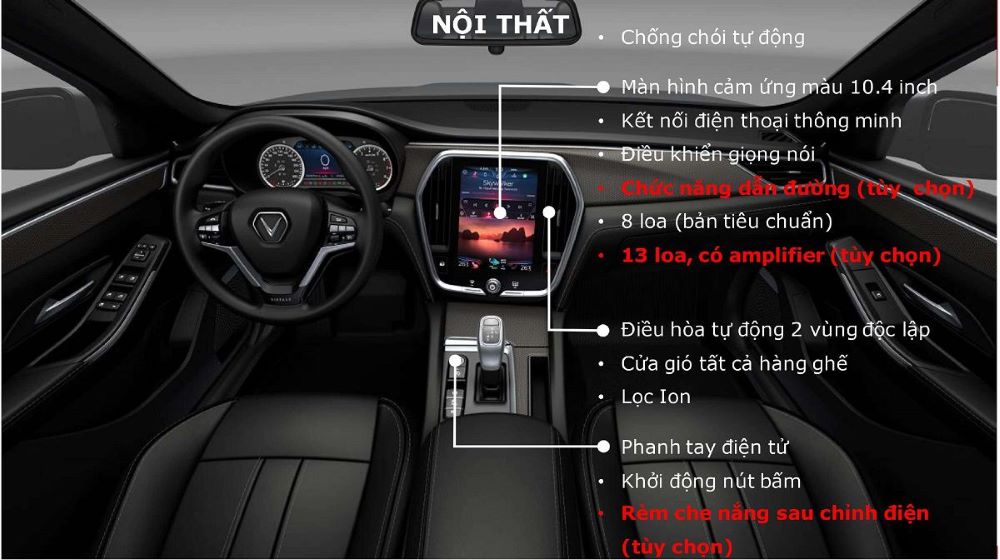 NỘI THẤT
Chống chói tự động
Màn hình cảm ứng màu 10.4 inch
Kết nối điện thoại thông minh
Điều khiển giọng nói
Chức năng dẫn đường (tùy chọn)
8 loa (bản tiêu chuẩn)
13 loa, có amplifier (tùy chọn)
Điều hòa tự động 2 vùng độc lập
Cửa gió tất cả hàng ghế
Lọc Ion
Phanh tay điện tử
Khởi động nút bấm
Rèm che nắng sau chỉnh điện
(tùy chọn)
Skywalker
VINFAST